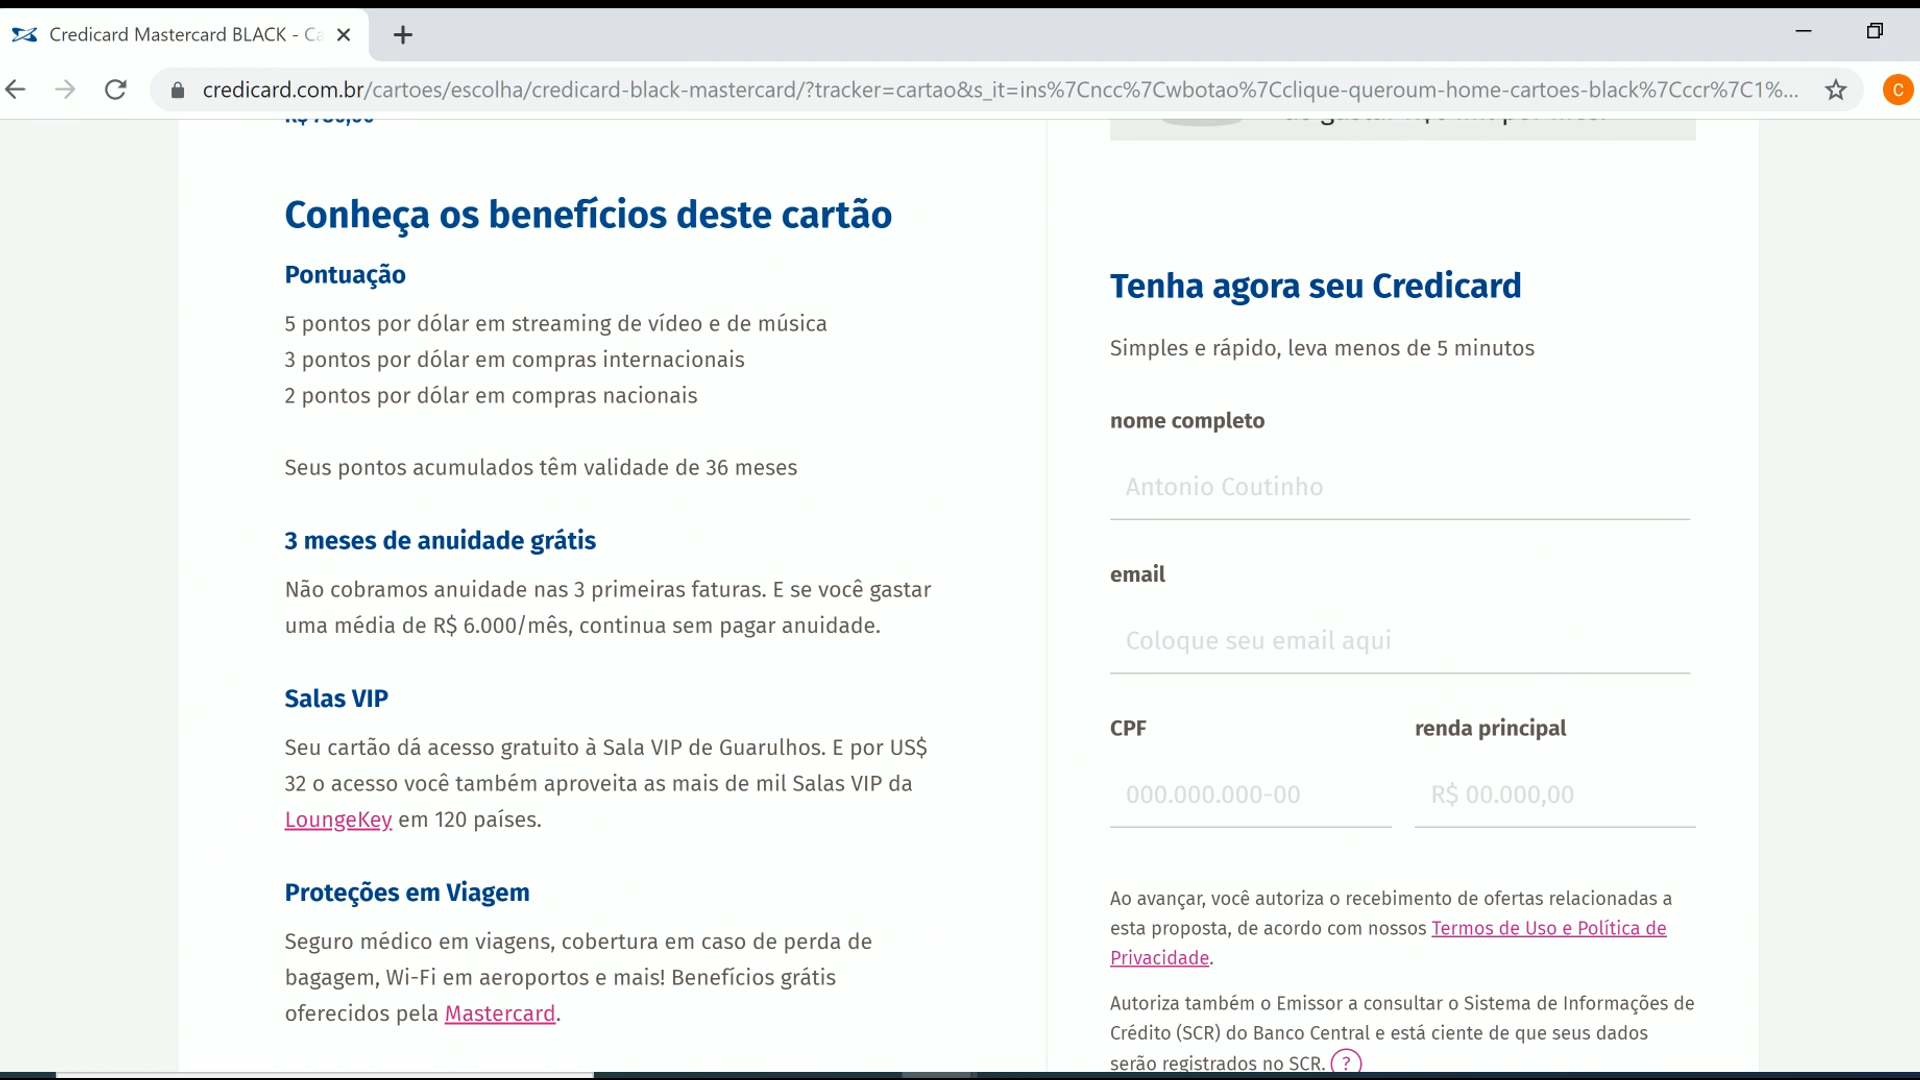 Credicard Mastercard BLACK - Ca
credicard.com.br/cartoes/escolha/credicard-black-mastercard/?tracker=cartao&s_it=ins%7Cncc%7Cwbotao%7Cclique-queroum-home-cartoes-black%7Cccr%7C1%...
C
Conheça os benefícios deste cartão
Pontuação
5 pontos por dólar em streaming de vídeo e de música
3 pontos por dólar em compras internacionais
2 pontos por dólar em compras nacionais
Seus pontos acumulados têm validade de 36 meses
3 meses de anuidade grátis
Não cobramos anuidade nas 3 primeiras faturas. E se você gastar
uma média de R$ 6.000/mês, continua sem pagar anuidade.
Salas VIP
Seu cartão dá acesso gratuito à Sala VIP de Guarulhos. E por US$
32 o acesso você também aproveita as mais de mil Salas VIP da
LoungeKey em 120 países.
Proteções em Viagem
Seguro médico em viagens, cobertura em caso de perda de
bagagem, Wi-Fi em aeroportos e mais! Benefícios grátis
oferecidos pela Mastercard.
Tenha agora seu Credicard
Simples e rápido, leva menos de 5 minutos
nome completo
Antonio Coutinho
email
Coloque seu email aqui
CPF
renda principal
000.000.000-00
R$ 00.000,00
Ao avançar, você autoriza o recebimento de ofertas relacionadas a
esta proposta, de acordo com nossos Termos de Uso e Política de
Privacidade.
Autoriza também o Emissor a consultar o Sistema de Informações de
Crédito (SCR) do Banco Central e está ciente de que seus dados
serão registrados no SCR. ?